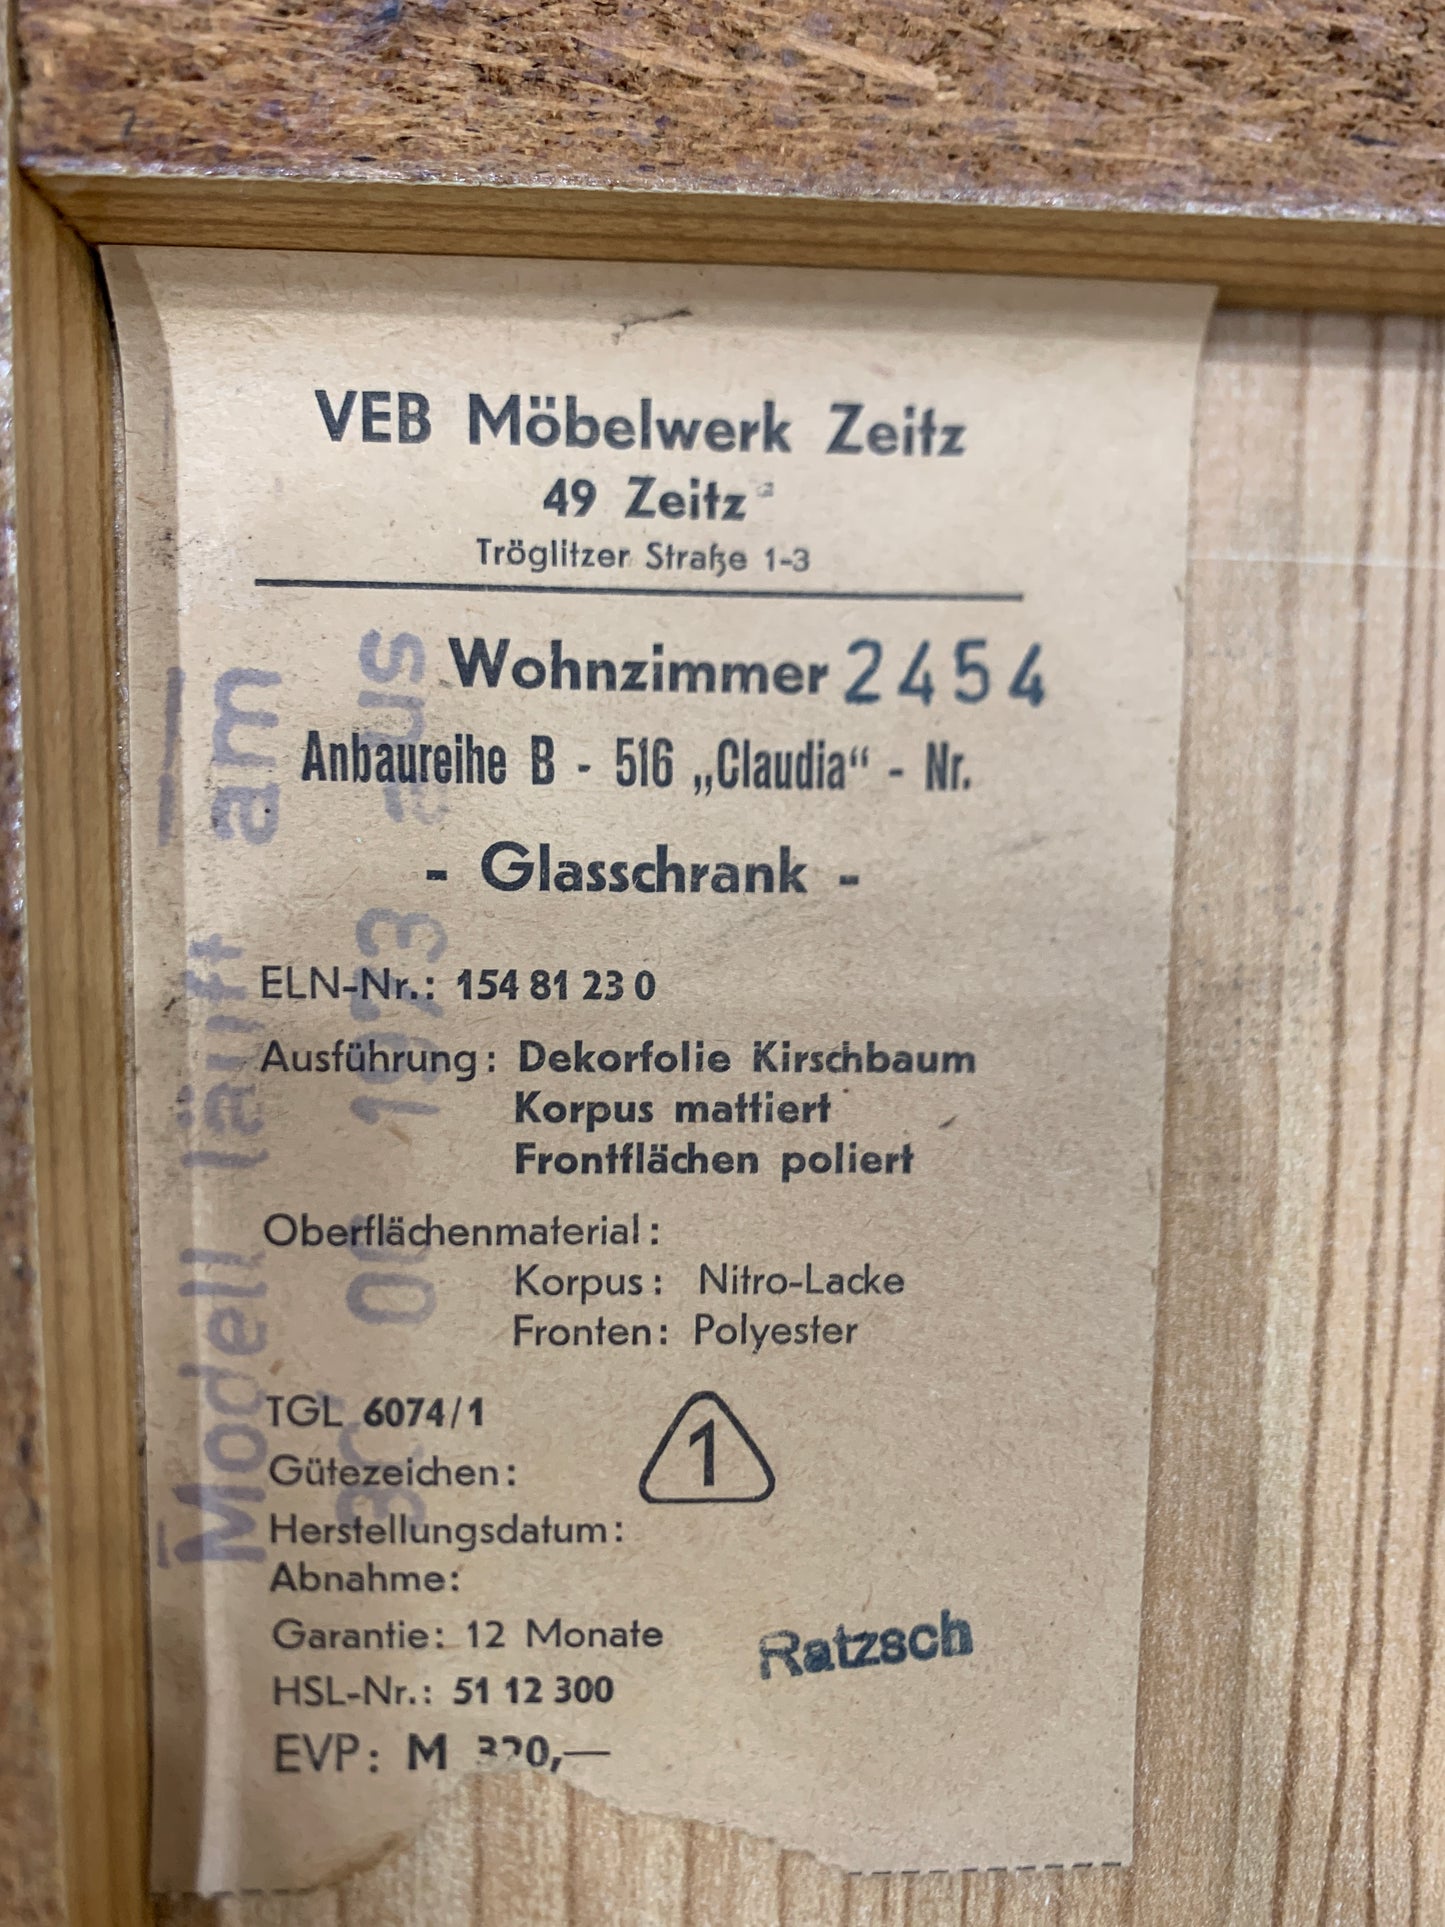 VEB Möbelwerk Zeitz
49 Zeitz
Tröglitzer Straße 1-3
Wohnzimmer 2454
Anbaureihe B - 516 „Claudia“ - Nr.
- Glasschrank -
ELN-Nr.: 154 81 23 0
Ausführung: Dekorfolie Kirschbaum
Korpus mattiert
Frontflächen poliert
Oberflächenmaterial:
Korpus: Nitro-Lacke
Fronten: Polyester
TGL 6074/1
1
Gütezeichen:
Herstellungsdatum:
Abnahme:
Garantie: 12 Monate
Ratzsch
HSL-Nr.: 51 12 300
EVP: M
Modell läuft am
1973 aus